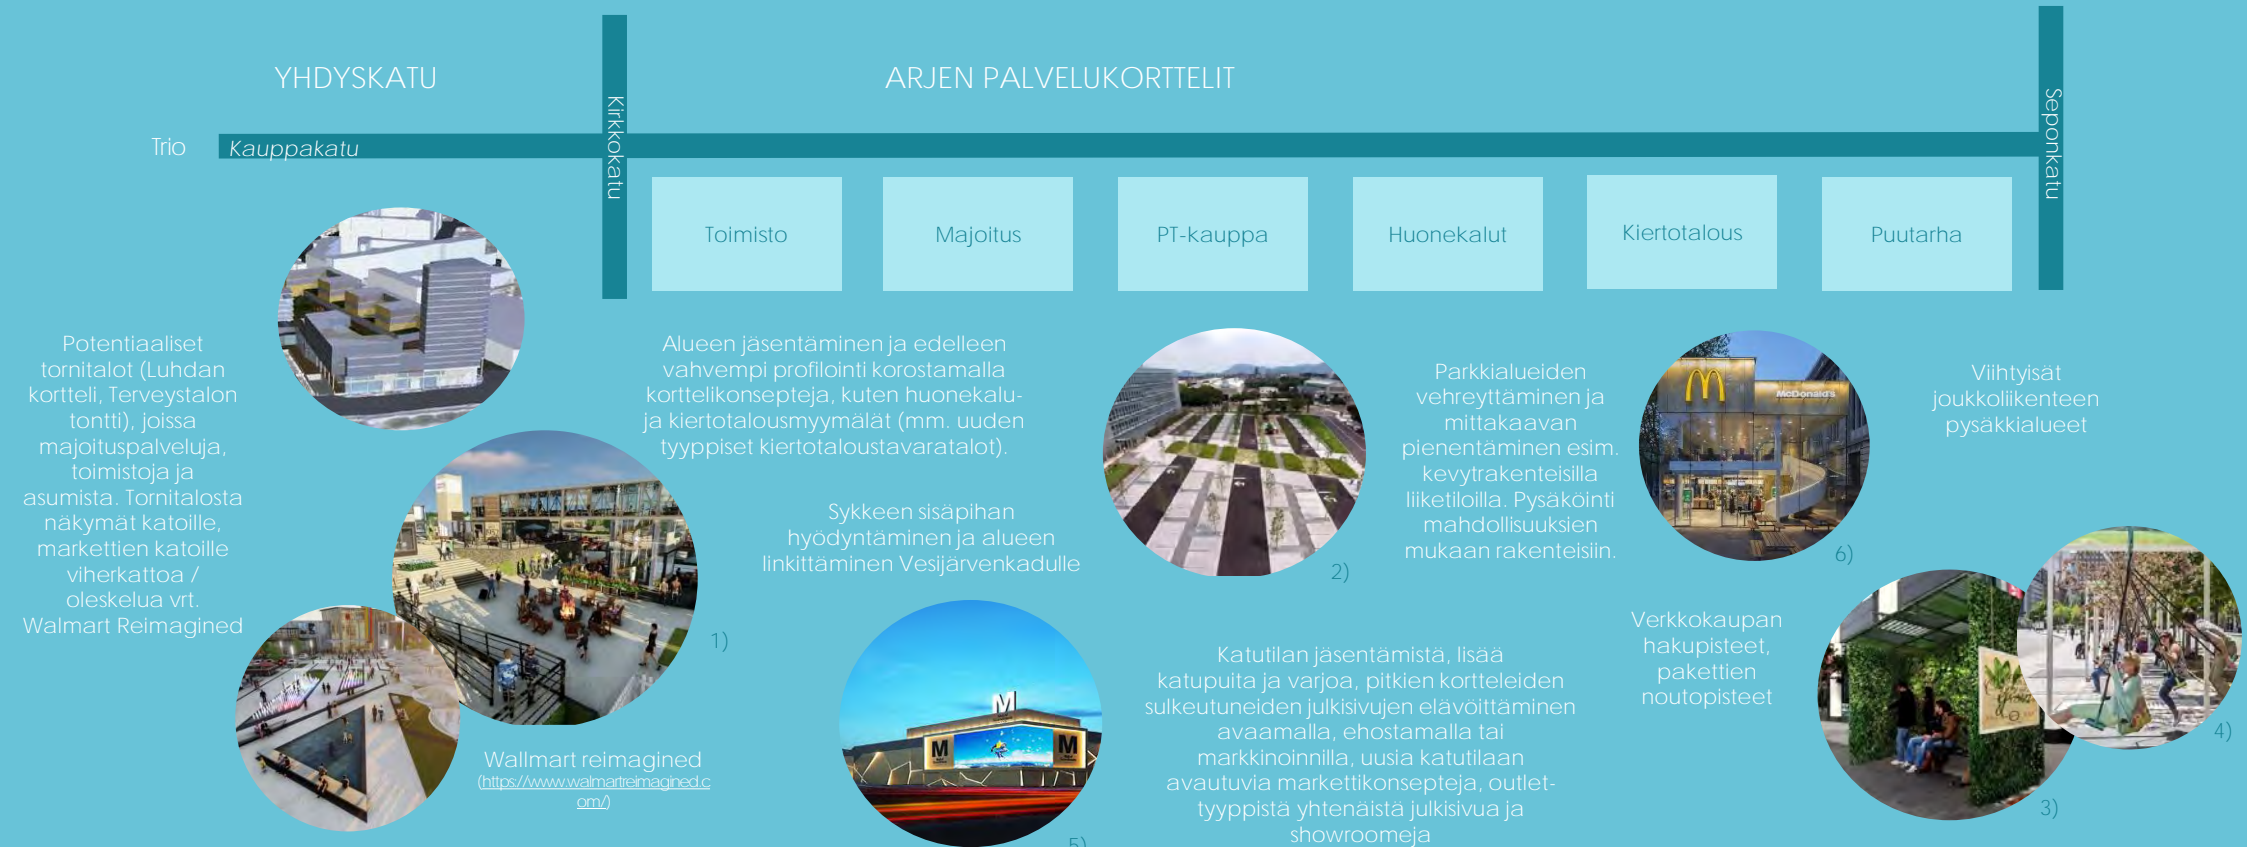 YHDYSKATU
ARJEN PALVELUKORTTELIT
Trio
Kauppakatu
Kirkkokatu
Seponkatu
Toimisto
Majoitus
PT-kauppa
Huonekalut
Kiertotalous
Puutarha
Potentiaaliset
tornitalot (Luhdan
kortteli, Terveystalon
tontti), joissa
majoituspalveluja,
toimistoja ja
asumista. Tornitalosta
näkymät katoille,
markettien katoille
viherkattoa /
oleskelua vrt.
Walmart Reimagined
1)
Wallmart reimagined
(https://www.walmartreimagined.c
om/)
Alueen jäsentäminen ja edelleen
vahvempi profilointi korostamalla
korttelikonsepteja, kuten huonekalu-
ja kiertotalousmyymälät (mm. uuden
tyyppiset kiertotaloustavaratalot).
Sykkeen sisäpihan
hyödyntäminen ja alueen
linkittäminen Vesijärvenkadulle
M
M
M
5)
2)
Parkkialueiden
vehreyttäminen ja
mittakaavan
pienentäminen esim.
kevytrakenteisilla
liiketiloilla. Pysäköinti
mahdollisuuksien
mukaan rakenteisiin.
Katutilan jäsentämistä, lisää
katupuita ja varjoa, pitkien kortteleiden
sulkeutuneiden julkisivujen elävöittäminen
avaamalla, ehostamalla tai
markkinoinnilla, uusia katutilaan
avautuvia markettikonsepteja, outlet-
tyyppistä yhtenäistä julkisivua ja
showroomeja
McDonald's
6)
Viihtyisät
joukkoliikenteen
pysäkkialueet
Verkkokaupan
hakupisteet,
pakettien
noutopisteet
3)
4)